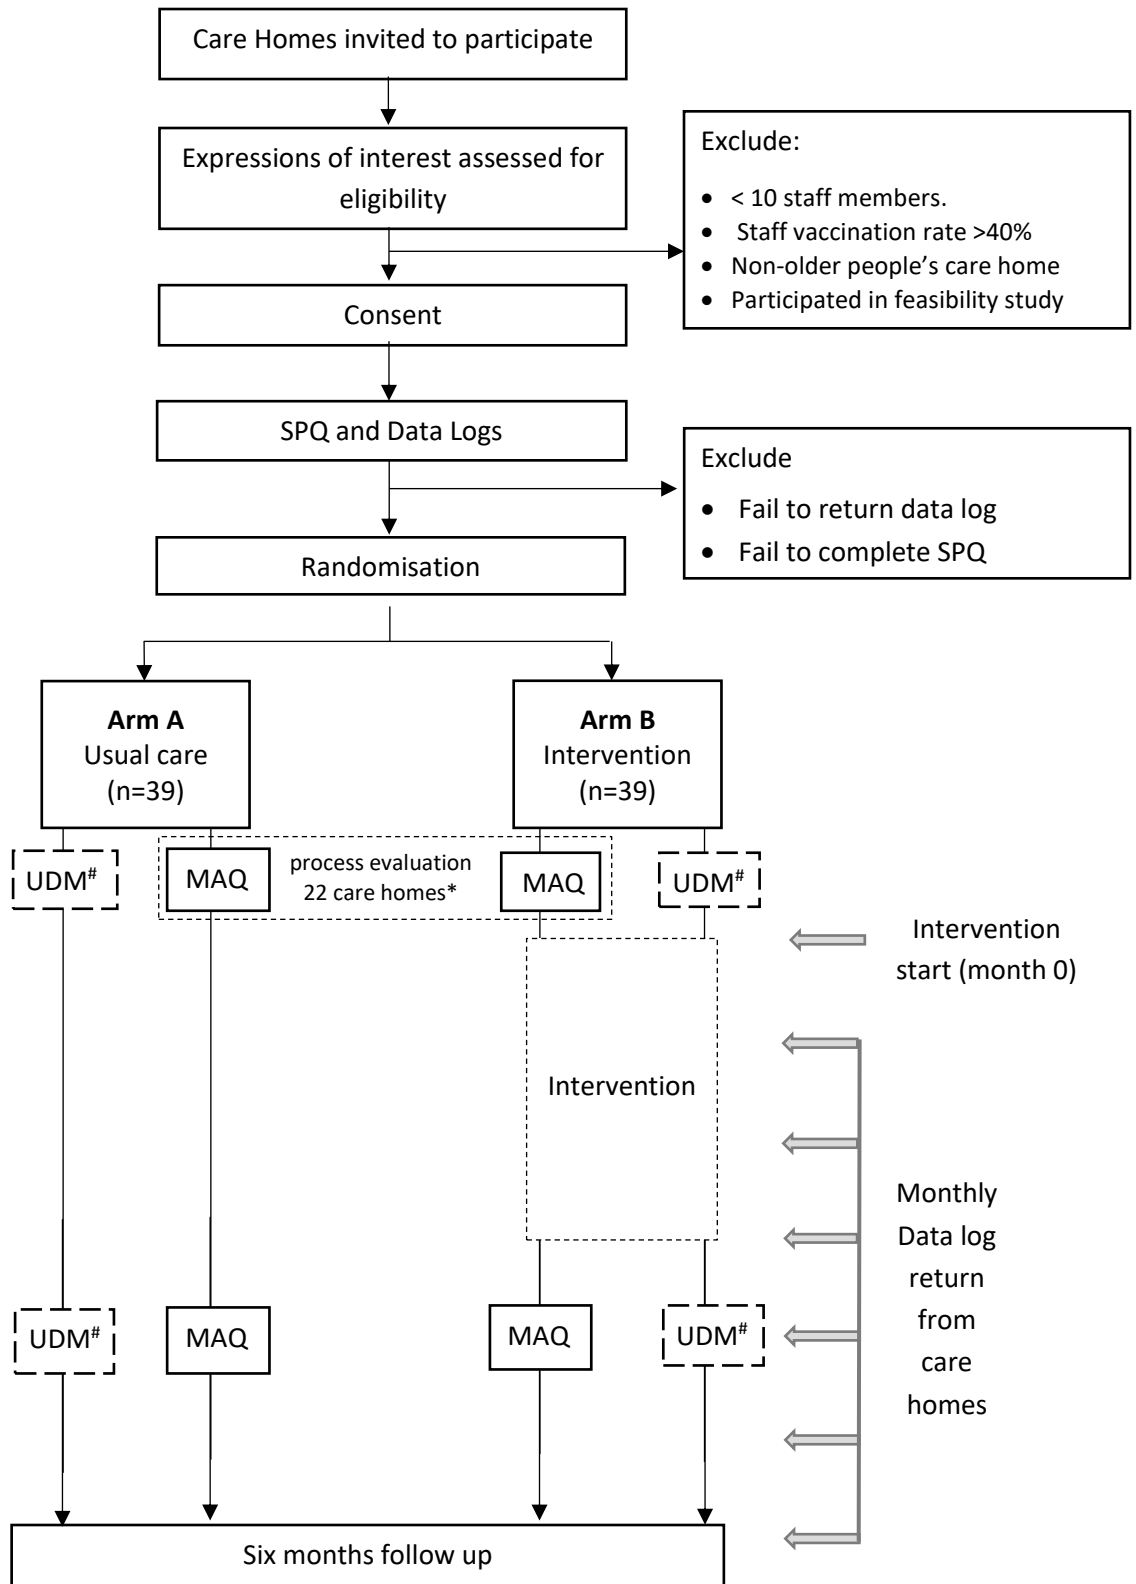 Care Homes invited to participate
Expressions of interest assessed for
eligibility
Exclude:
• < 10 staff members.
• Staff vaccination rate >40%
• Non-older people’s care home
• Participated in feasibility study
Consent
SPQ and Data Logs
Exclude
• Fail to return data log
• Fail to complete SPQ
Randomisation
Arm A
Usual care
(n=39)
Arm B
Intervention
(n=39)
UDM#
MAQ
process evaluation
22 care homes*
MAQ
UDM#
Intervention
start (month 0)
Intervention
Monthly
Data log
return
from
care
homes
UDM#
MAQ
MAQ
UDM#
Six months follow up